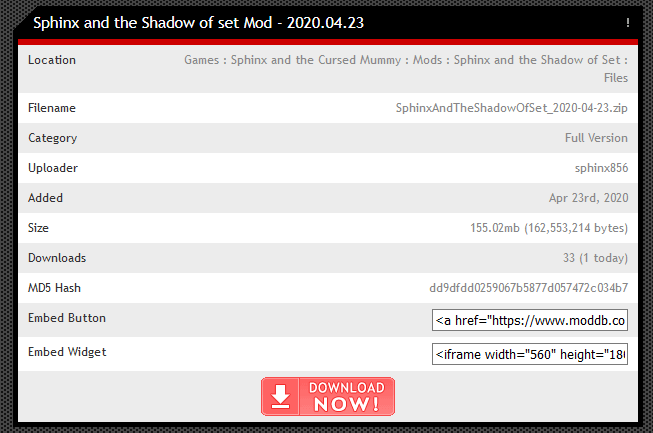 Sphinx and the Shadow of set Mod - 2020.04.23 !
Location Games : Sphinx and the Cursed Mummy : Mods : Sphinx and the Shadow of Set :
Files
Filename SphinxAndTheShadowOfSet_2020-04-23.zip
Category Full Version
Uploader sphinx856
Added Apr 23rd, 2020
Size 155.02mb (162,553,214 bytes)
Downloads 33 (1 today)
MD5 Hash dd9dfdd0259067b5877d057472c034b7
Embed Button <a href="https://www.moddb.co
Embed Widget <iframe width="560" height="18
DOWNLOAD
NOW!